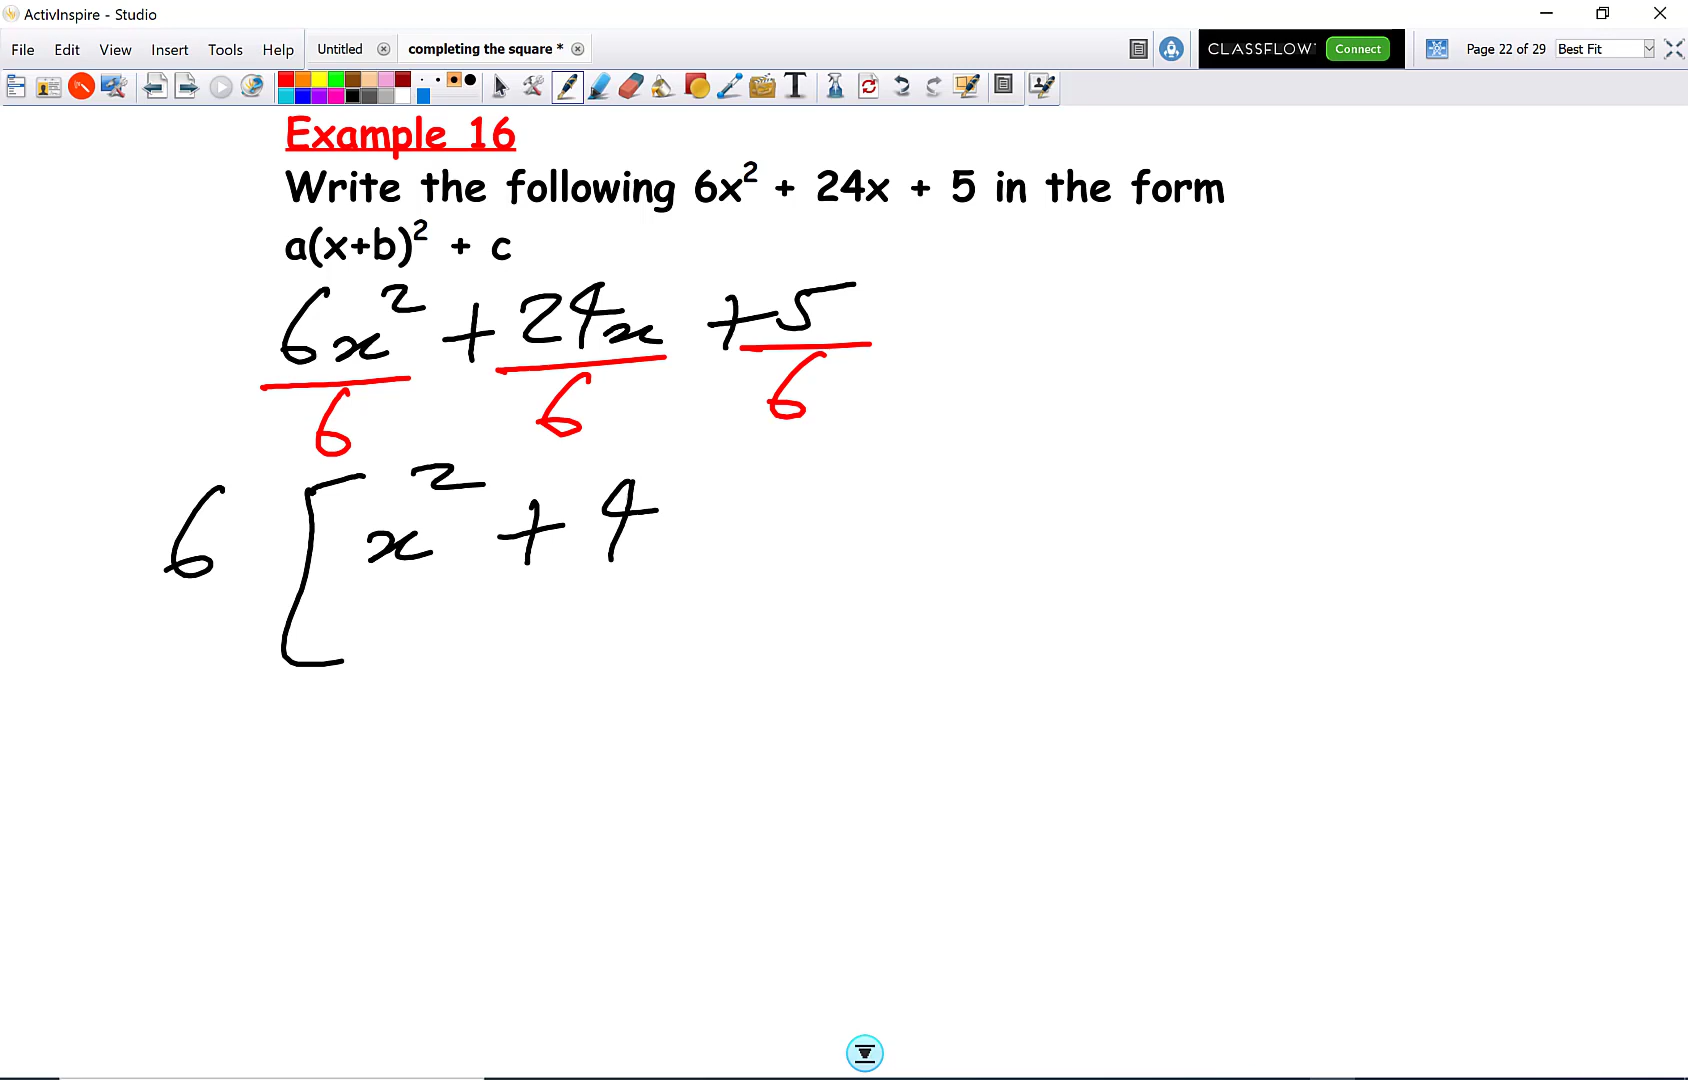 ActivInspire - Studio
File Edit View Insert Tools Help Untitled completing the square * CLASSFLOW Connect Page 22 of 29 Best Fit
Example 16
Write the following 6x² + 24x + 5 in the form
a(x+b)² + c
6x² + 24x + 5
6 6 6
6 [ x² + 4